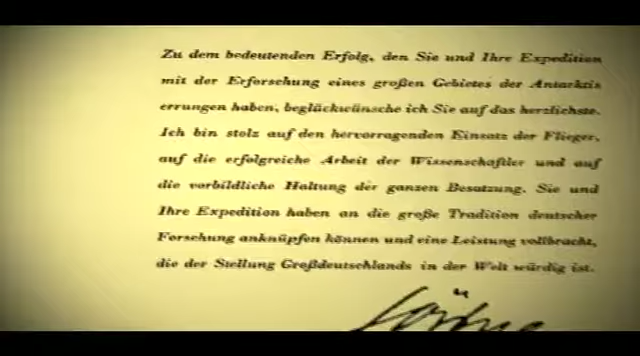 Zu dem bedeutenden Erfolg, den Sie und Ihre Expedition
mit der Erforschung eines großen Gebietes der Antarktis
errungen haben, beglückwünsche ich Sie auf das herzlichste.
Ich bin stolz auf den hervorragenden Einsatz der Flieger,
auf die erfolgreiche Arbeit der Wissenschaftler und auf
die vorbildliche Haltung der ganzen Besatzung. Sie und
Ihre Expedition haben an die große Tradition deutscher
Forschung anknüpfen können und eine Leistung vollbracht,
die der Stellung Großdeutschlands in der Welt würdig ist.